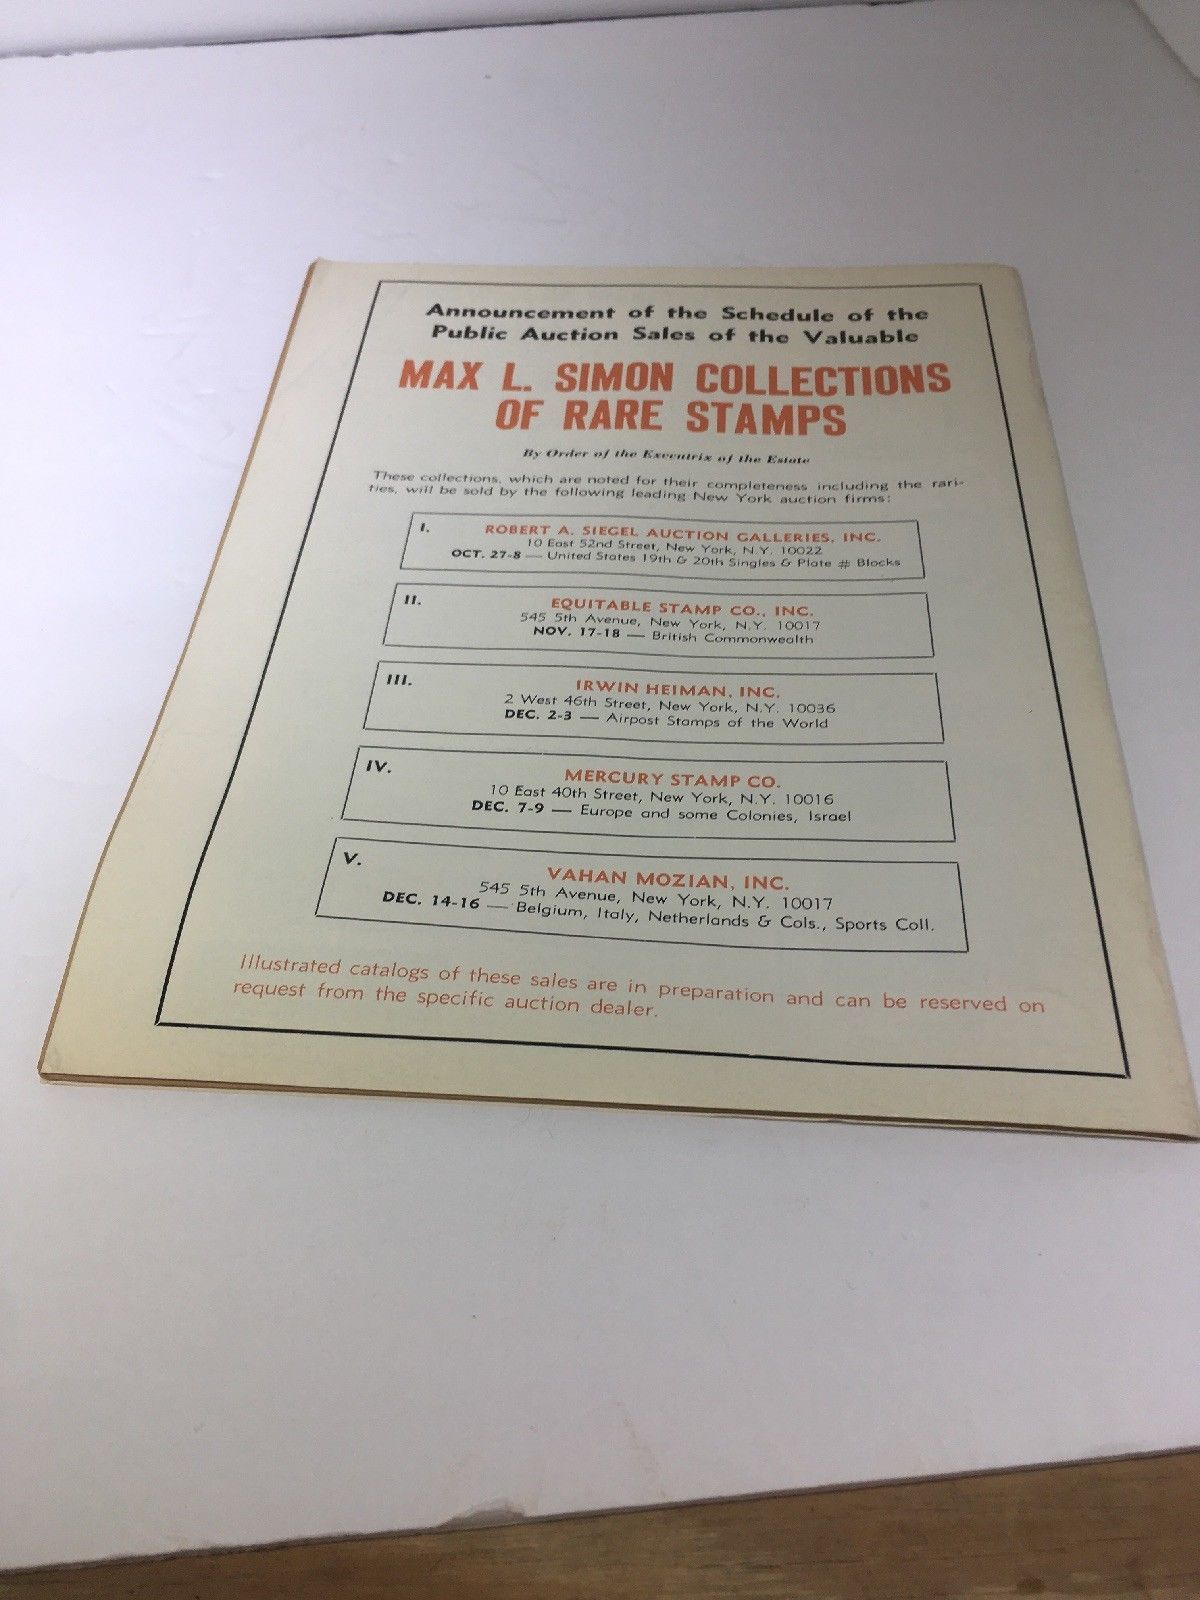 Announcement of the Schedule of the
Public Auction Sales of the Valuable
MAX L. SIMON COLLECTIONS
OF RARE STAMPS
By Order of the Executrix of the Estate
These collections, which are noted for their completeness including the rari-
ties, will be sold by the following leading New York auction firms:
I. ROBERT A. SIEGEL AUCTION GALLERIES, INC.
10 East 52nd Street, New York, N.Y. 10022
OCT. 27-8 — United States 19th & 20th Singles & Plate # Blocks
II. EQUITABLE STAMP CO., INC.
545 5th Avenue, New York, N.Y. 10017
NOV. 17-18 — British Commonwealth
III. IRWIN HEIMAN, INC.
2 West 46th Street, New York, N.Y. 10036
DEC. 2-3 — Airpost Stamps of the World
IV. MERCURY STAMP CO.
10 East 40th Street, New York, N.Y. 10016
DEC. 7-9 — Europe and some Colonies, Israel
V. VAHAN MOZIAN, INC.
545 5th Avenue, New York, N.Y. 10017
DEC. 14-16 — Belgium, Italy, Netherlands & Cols., Sports Coll.
Illustrated catalogs of these sales are in preparation and can be reserved on
request from the specific auction dealer.